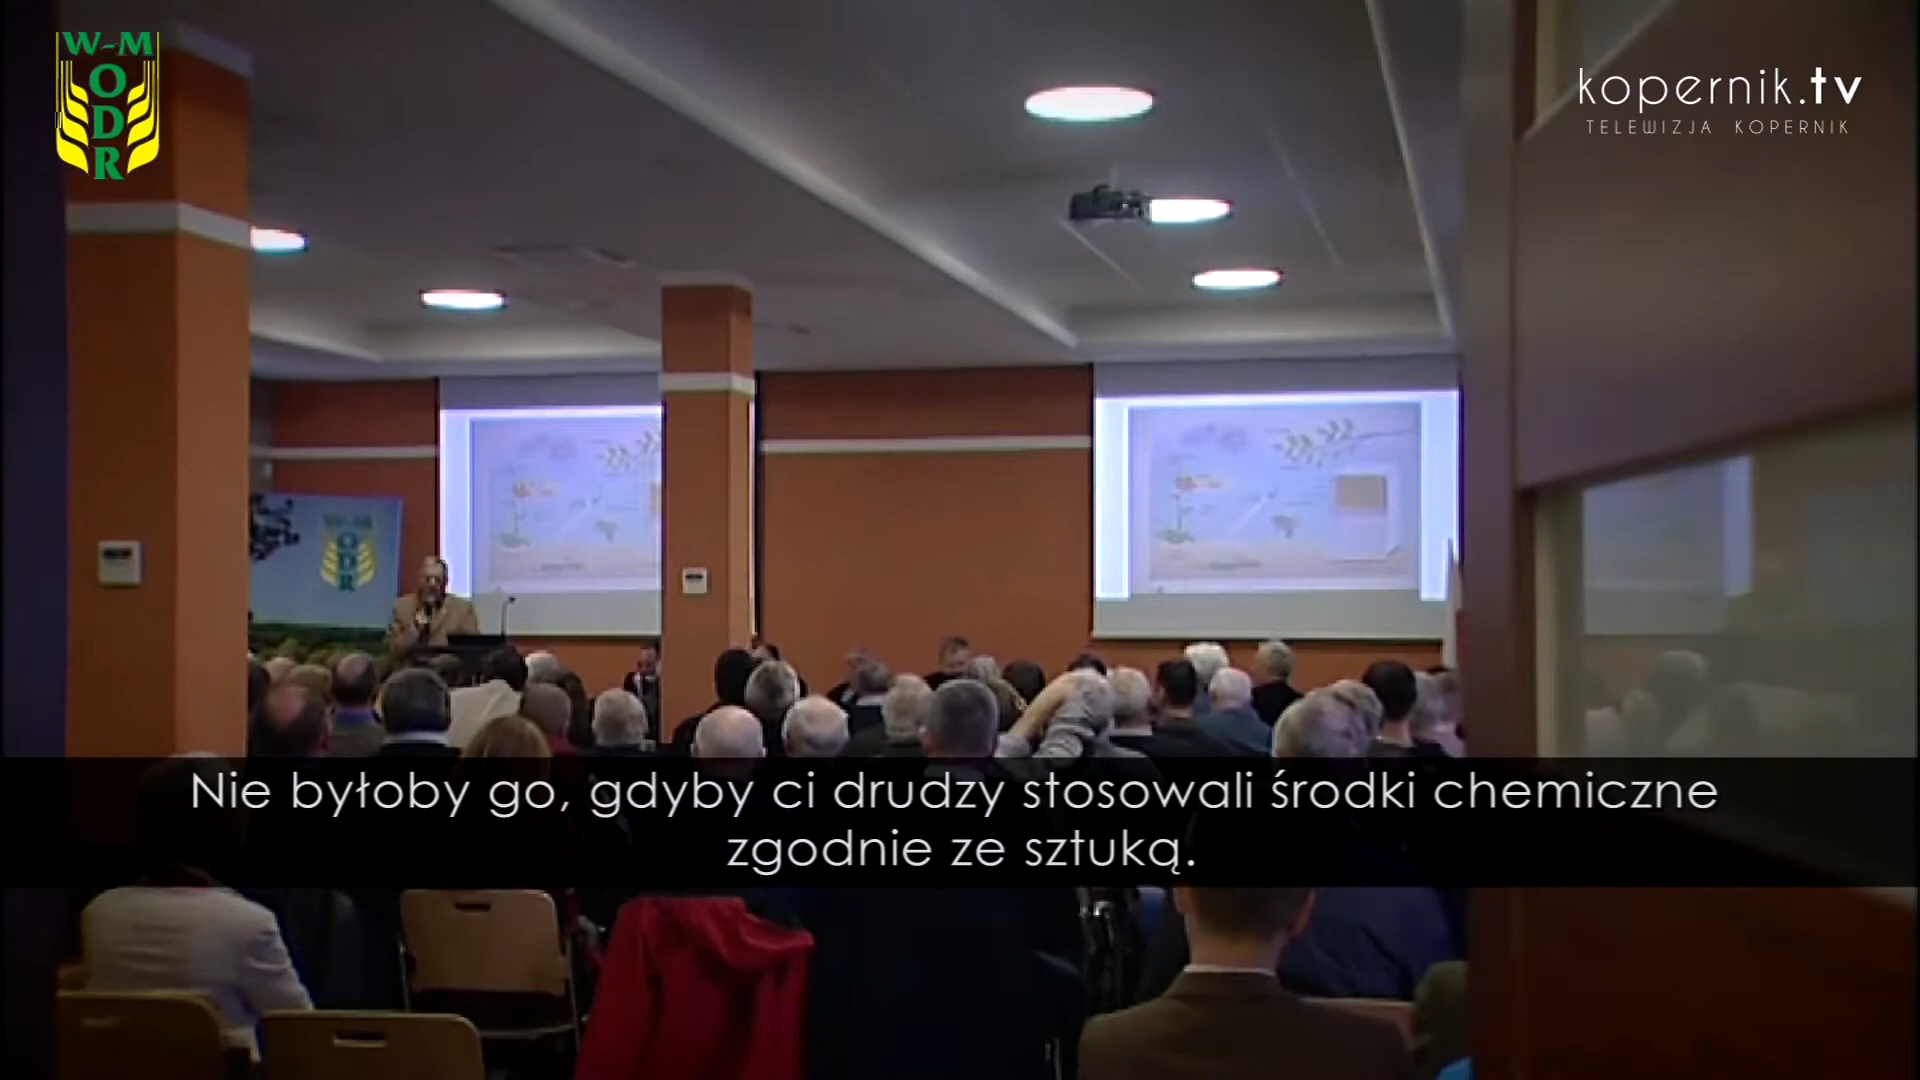 W-M
ODR
kopernik.tv
TELEWIZJA KOPERNIK
W-M
ODR
Nie byłoby go, gdyby ci drudzy stosowali środki chemiczne
zgodnie ze sztuką.